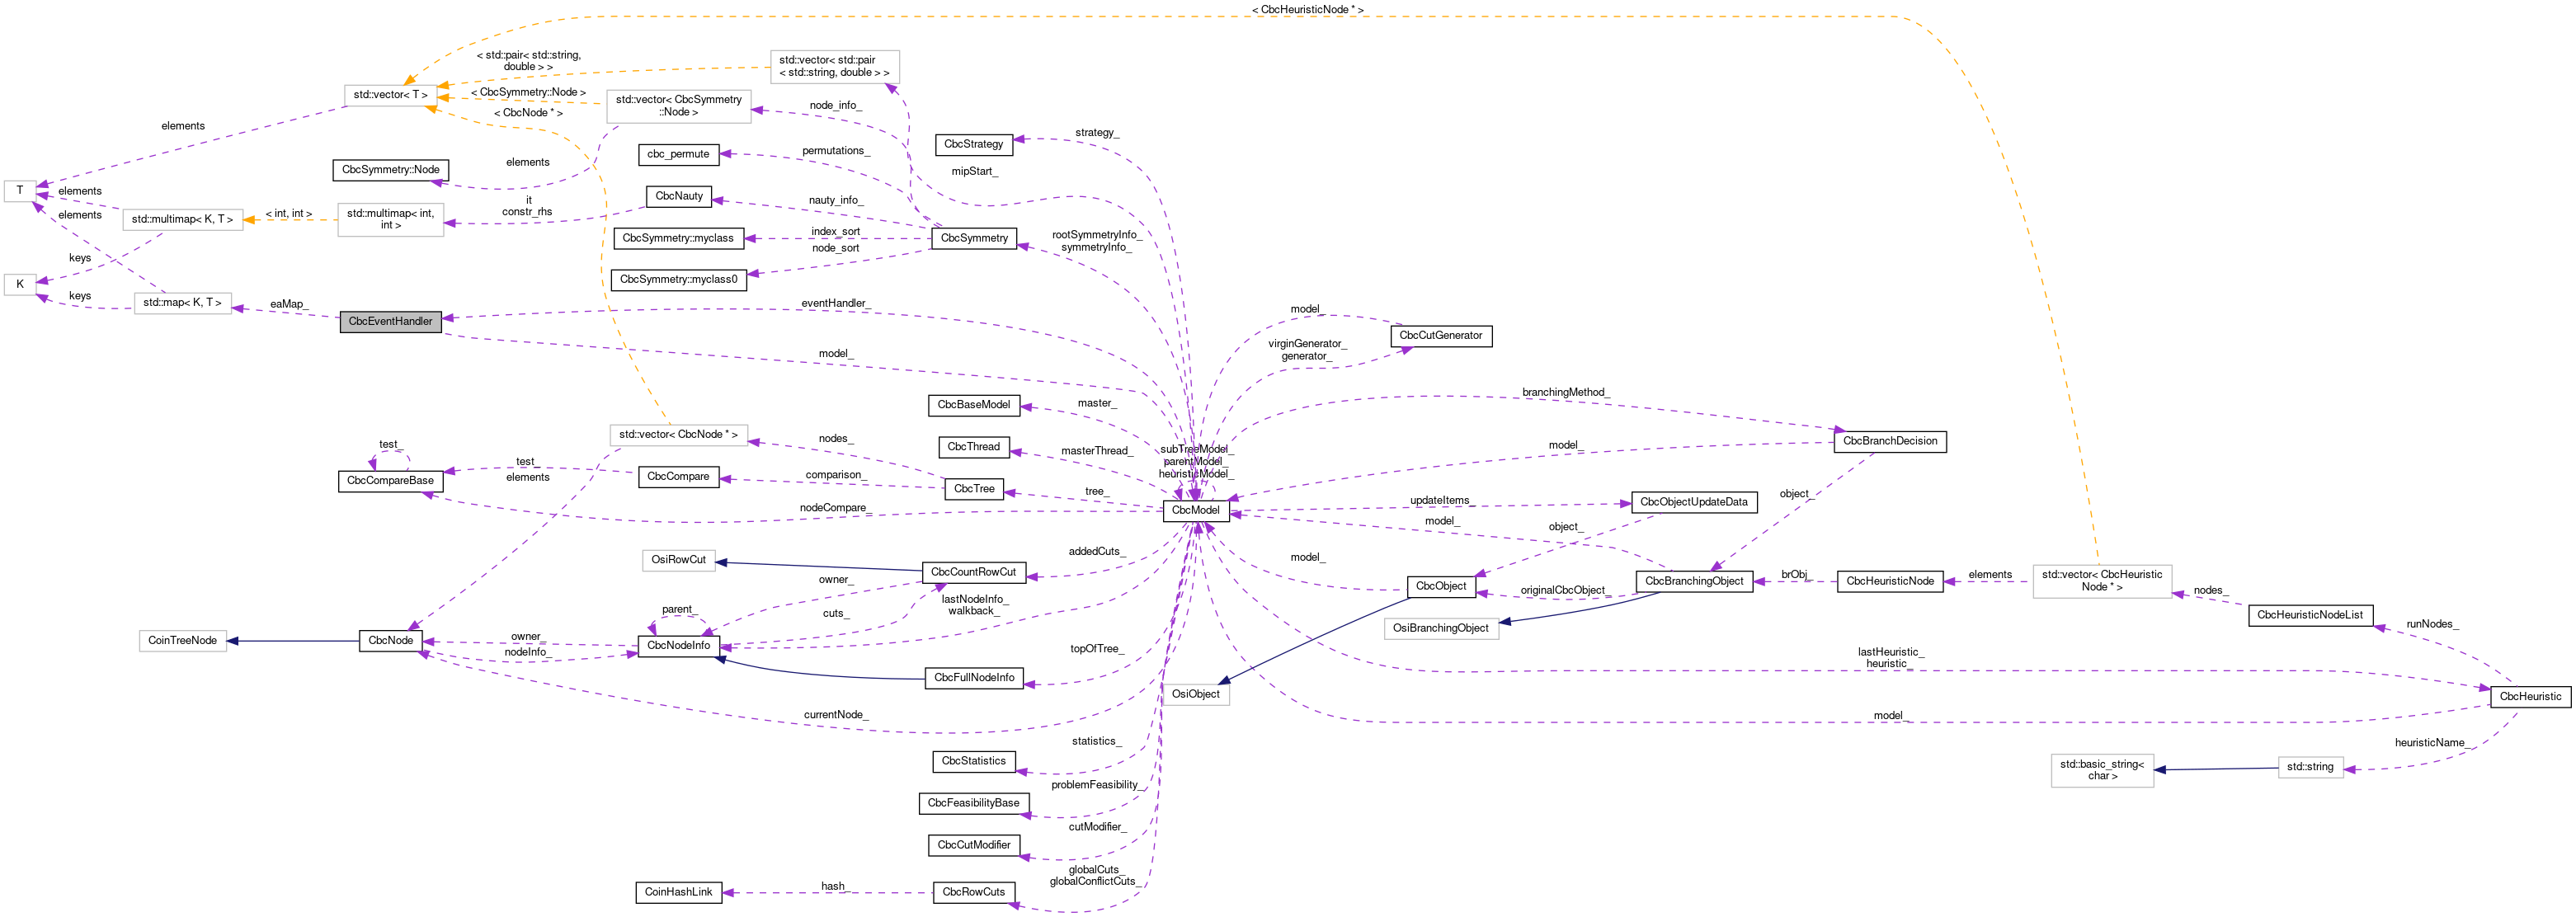 < CbcHeuristicNode * >
< std::pair< std::string,
double > >
std::vector< std::pair
< std::string, double > >
std::vector< T >
< CbcSymmetry::Node >
std::vector< CbcSymmetry
::Node >
node_info_
< CbcNode * >
elements
strategy_
CbcStrategy
permutations_
cbc_permute
elements
CbcSymmetry::Node
mipStart_
T
elements
CbcNauty
nauty_info_
it
constr_rhs
< int, int >
std::multimap< int,
int >
elements
std::multimap< K, T >
index_sort
CbcSymmetry::myclass
CbcSymmetry
rootSymmetryInfo_
symmetryInfo_
node_sort
keys
CbcSymmetry::myclass0
K
keys
std::map< K, T >
eaMap_
CbcEventHandler
eventHandler_
model_
CbcCutGenerator
virginGenerator_
generator_
model_
branchingMethod_
CbcBaseModel
master_
std::vector< CbcNode * >
nodes_
CbcThread
masterThread_
subTreeModel_
parentModel_
heuristicModel_
model_
CbcBranchDecision
test_
test_
elements
CbcCompareBase
CbcCompare
comparison_
CbcTree
tree_
nodeCompare_
CbcModel
updateItems_
CbcObjectUpdateData
object_
model_
object_
OsiRowCut
addedCuts_
model_
CbcCountRowCut
owner_
CbcObject
originalCbcObject_
CbcBranchingObject
brObj_
CbcHeuristicNode
elements
std::vector< CbcHeuristic
Node * >
nodes_
CbcHeuristicNodeList
runNodes_
parent_
cuts_
lastNodeInfo_
walkback_
OsiBranchingObject
CoinTreeNode
CbcNode
owner_
nodeInfo_
CbcNodeInfo
topOfTree_
CbcFullNodeInfo
lastHeuristic_
heuristic_
OsiObject
CbcHeuristic
currentNode_
model_
statistics_
CbcStatistics
heuristicName_
std::basic_string<
char >
std::string
problemFeasibility_
CbcFeasibilityBase
cutModifier_
CbcCutModifier
globalCuts_
globalConflictCuts_
CoinHashLink
hash_
CbcRowCuts